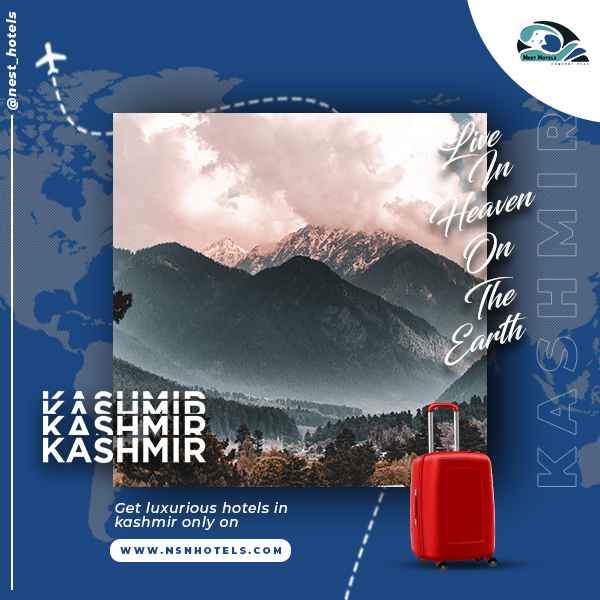 @nest_hotels
NEST HOTELS
Live
In
Heaven
On
The
Earth
KASHMIR
KASHMIR
KASHMIR
KASHMIR
Get luxurious hotels in
kashmir only on
WWW.NSNHOTELS.COM